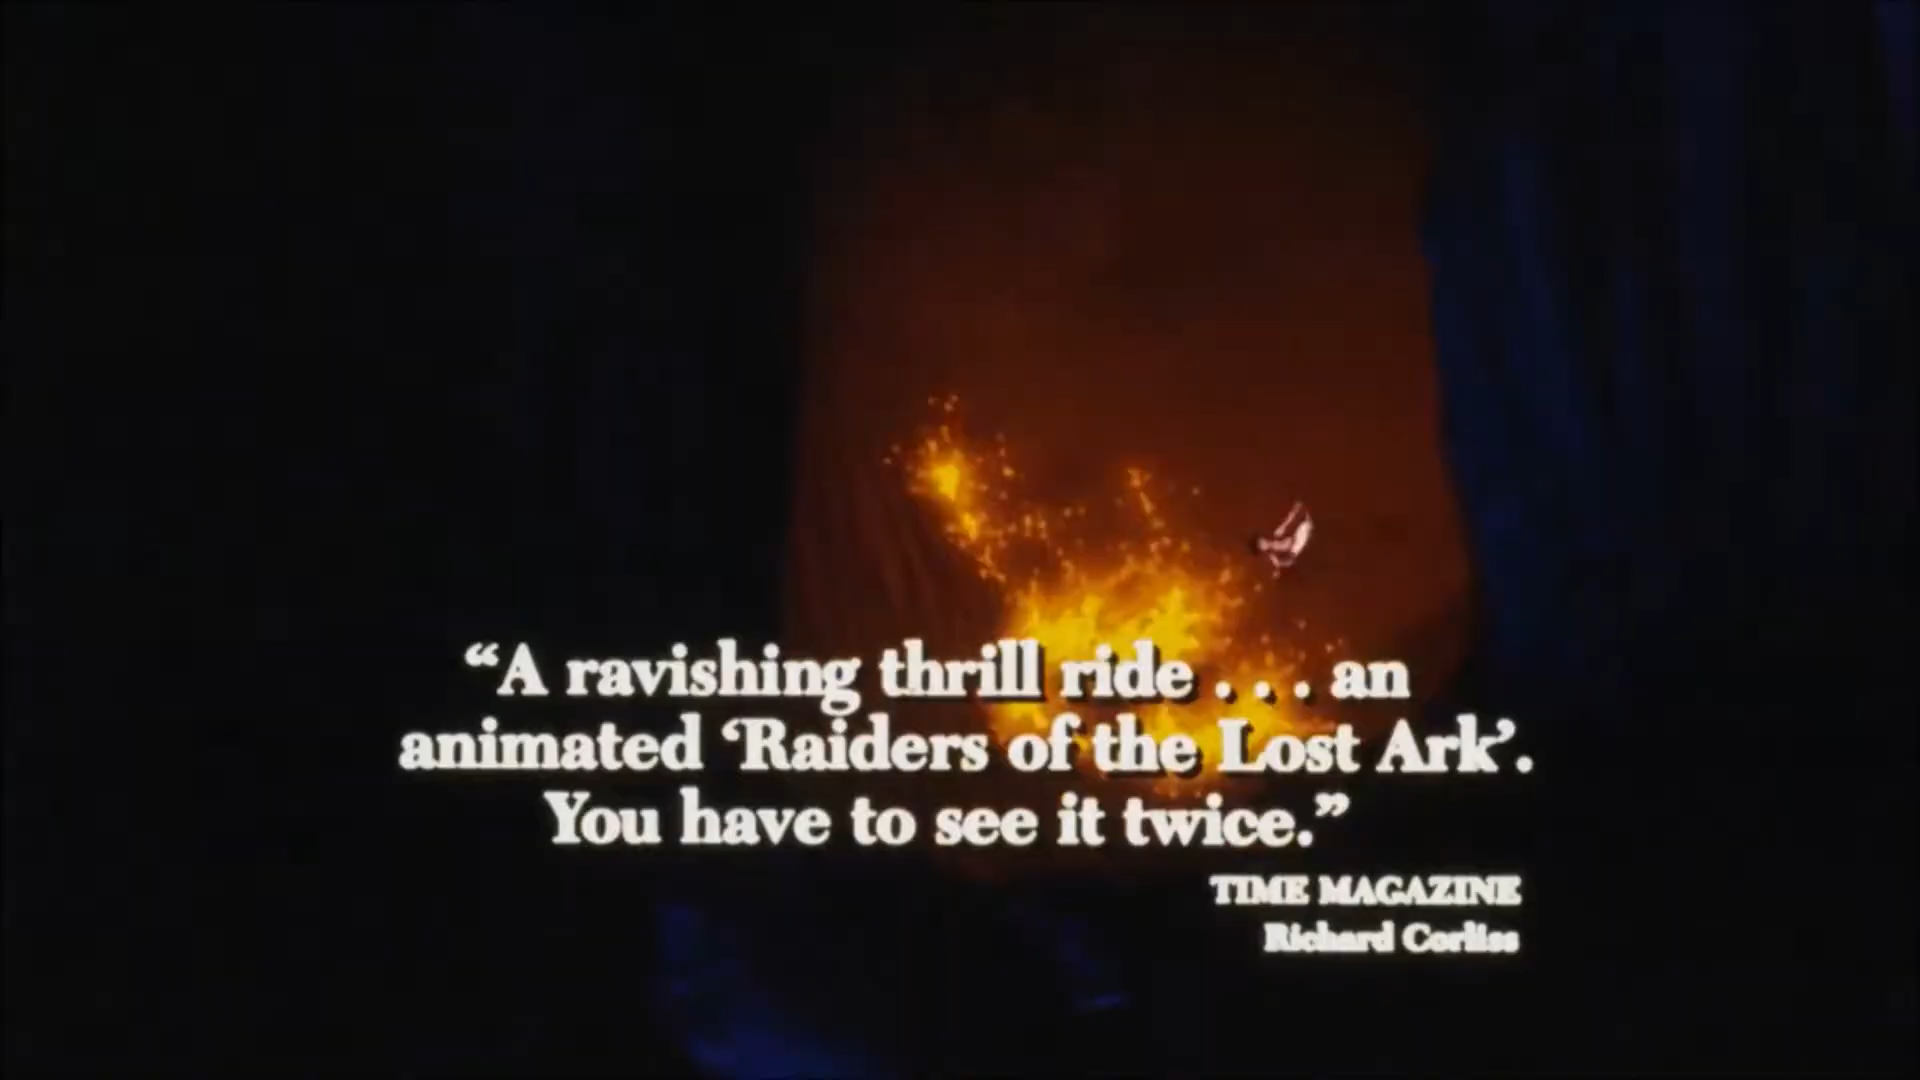 “A ravishing thrill ride . . . an
animated ‘Raiders of the Lost Ark’.
You have to see it twice.”
TIME MAGAZINE
Richard Corliss